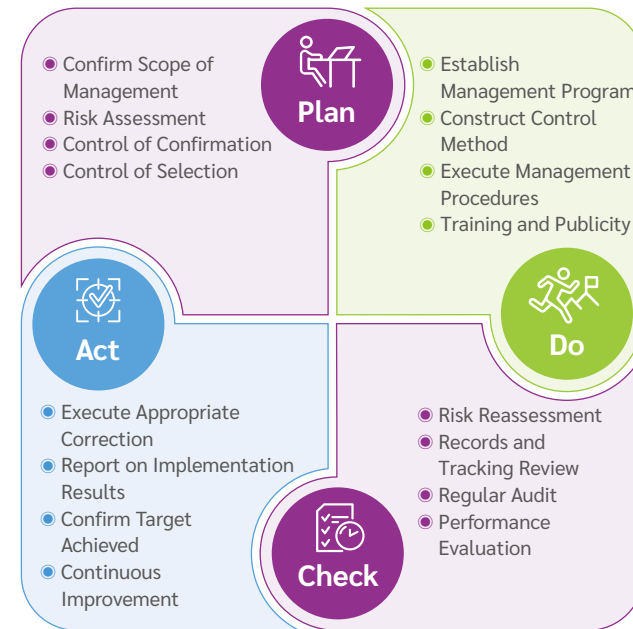 Confirm Scope of
Management
Risk Assessment
Control of Confirmation
Control of Selection
Plan
Establish
Management Program
Construct Control
Method
Execute Management
Procedures
Training and Publicity
Do
Act
Execute Appropriate
Correction
Report on Implementation
Results
Confirm Target
Achieved
Continuous
Improvement
Risk Reassessment
Records and
Tracking Review
Regular Audit
Performance
Evaluation
Check